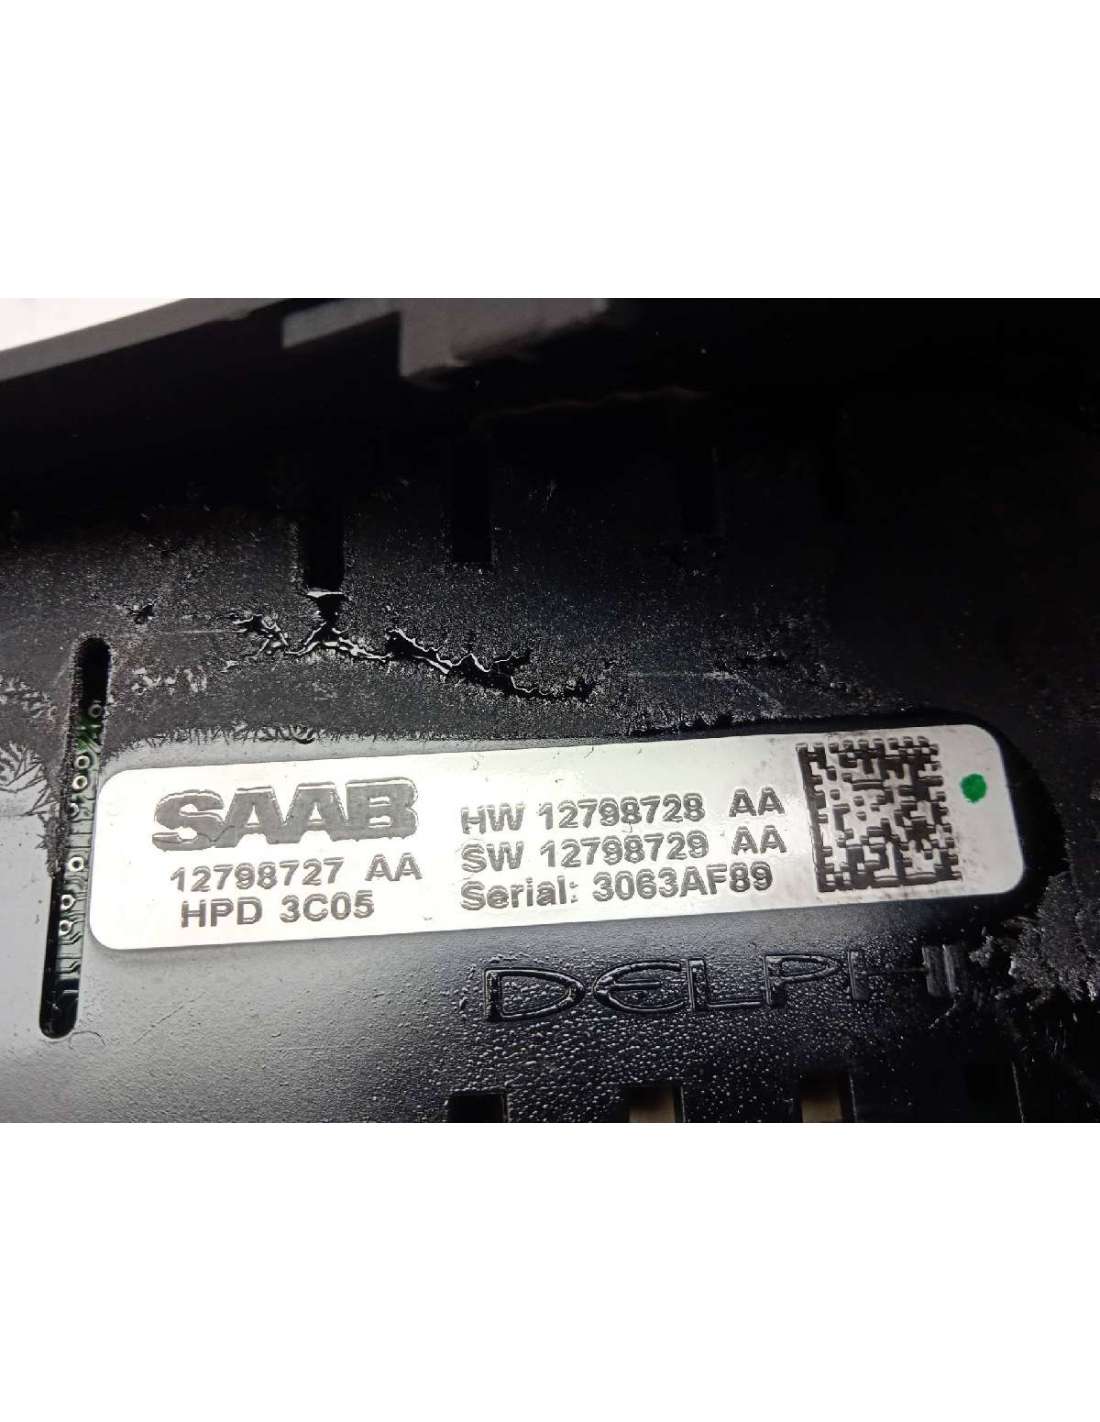 SAAB
12798727 AA
HPD 3C05
HW 12798728 AA
SW 12798729 AA
Serial: 3063AF89
DELPHI